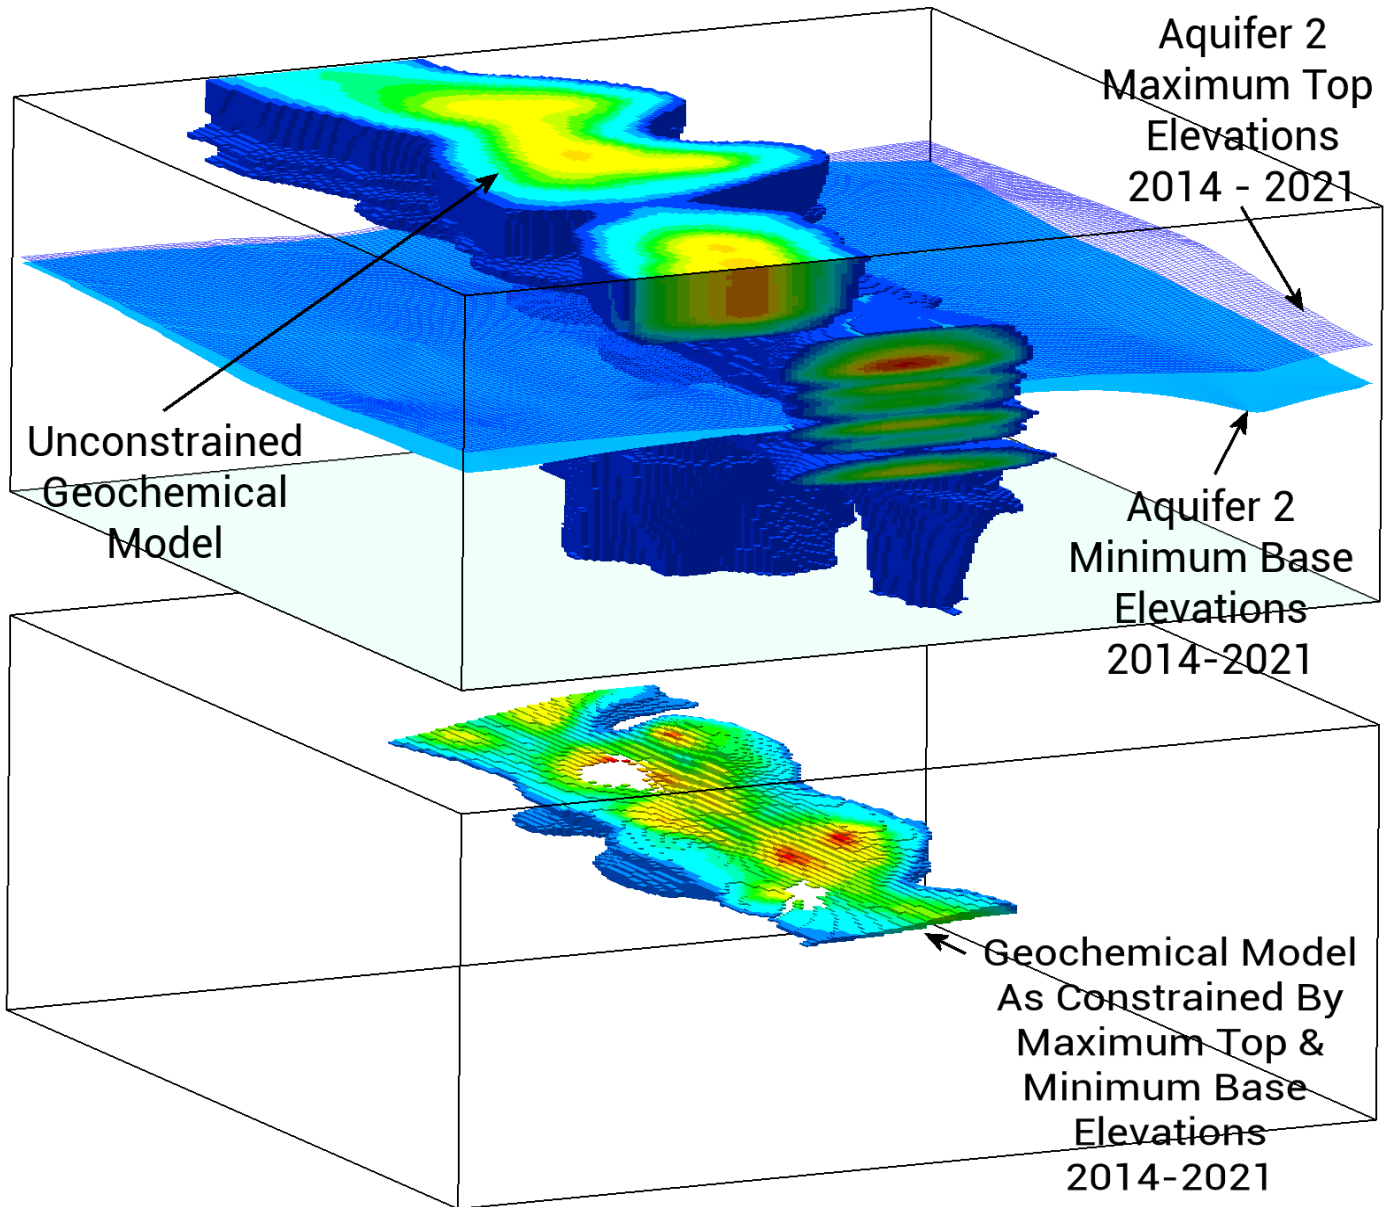 Aquifer 2
Maximum Top
Elevations
2014 - 2021
Unconstrained
Geochemical
Model
Aquifer 2
Minimum Base
Elevations
2014-2021
Geochemical Model
As Constrained By
Maximum Top &
Minimum Base
Elevations
2014-2021